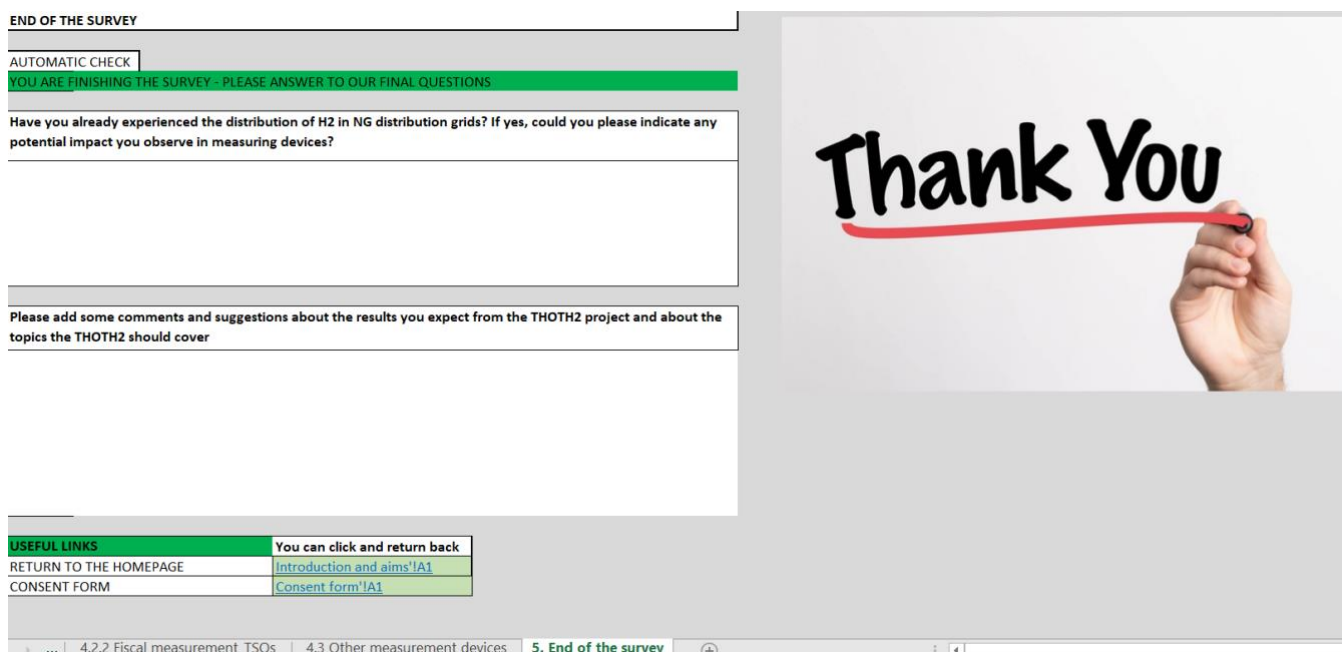 END OF THE SURVEY
AUTOMATIC CHECK
YOU ARE FINISHING THE SURVEY - PLEASE ANSWER TO OUR FINAL QUESTIONS
Have you already experienced the distribution of H2 in NG distribution grids? If yes, could you please indicate any
potential impact you observe in measuring devices?
Thank You
Please add some comments and suggestions about the results you expect from the THOTH2 project and about the
topics the THOTH2 should cover
USEFUL LINKS You can click and return back
RETURN TO THE HOMEPAGE Introduction and aims'!A1
CONSENT FORM Consent form'!A1
... 4.2.2 Fiscal measurement_TSOs 4.3 Other measurement devices 5. End of the survey